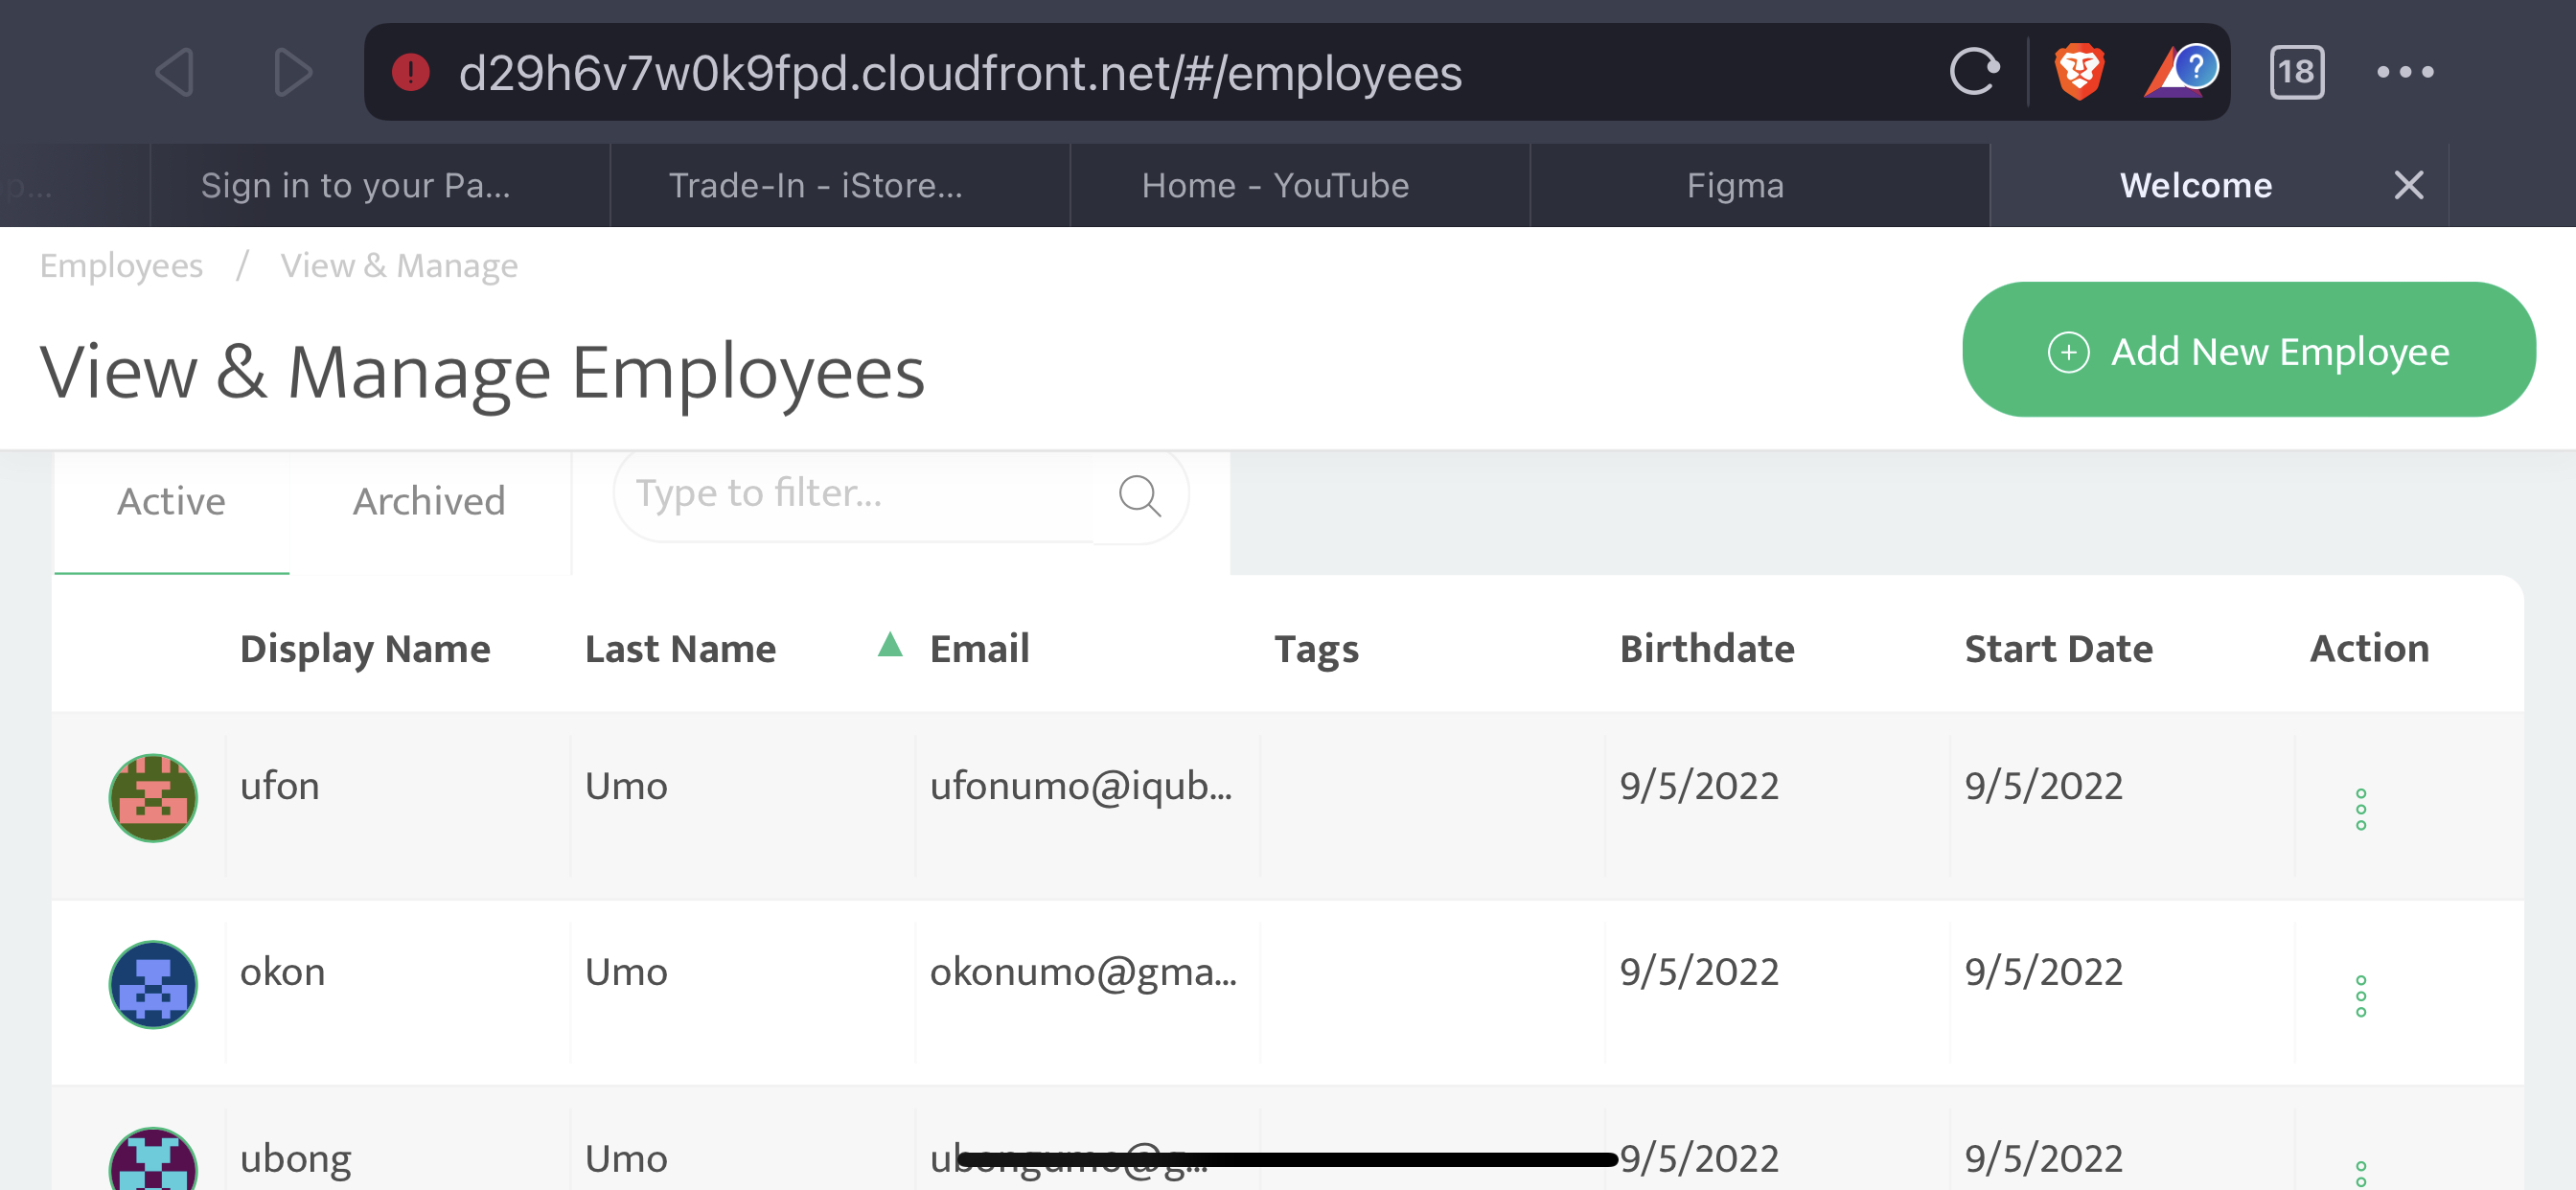 d29h6v7w0k9fpd.cloudfront.net/#/employees
? 18
Sign in to your Pa... Trade-In - iStore... Home - YouTube Figma Welcome
Employees / View & Manage
View & Manage Employees
Add New Employee
Active Archived Type to filter...
Display Name Last Name Email Tags Birthdate Start Date Action
ufon Umo ufonumo@iqub... 9/5/2022 9/5/2022
okon Umo okonumo@gma... 9/5/2022 9/5/2022
ubong Umo ubongumo@g... 9/5/2022 9/5/2022